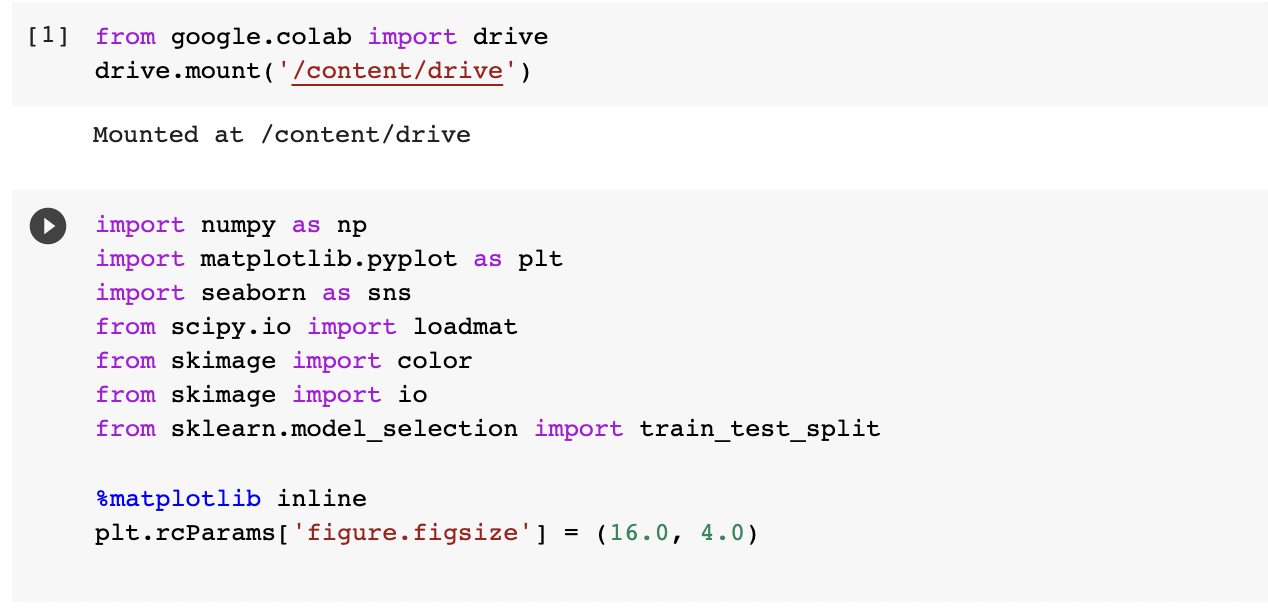 [1] from google.colab import drive
drive.mount('/content/drive')
Mounted at /content/drive
import numpy as np
import matplotlib.pyplot as plt
import seaborn as sns
from scipy.io import loadmat
from skimage import color
from skimage import io
from sklearn.model_selection import train_test_split
%matplotlib inline
plt.rcParams['figure.figsize'] = (16.0, 4.0)